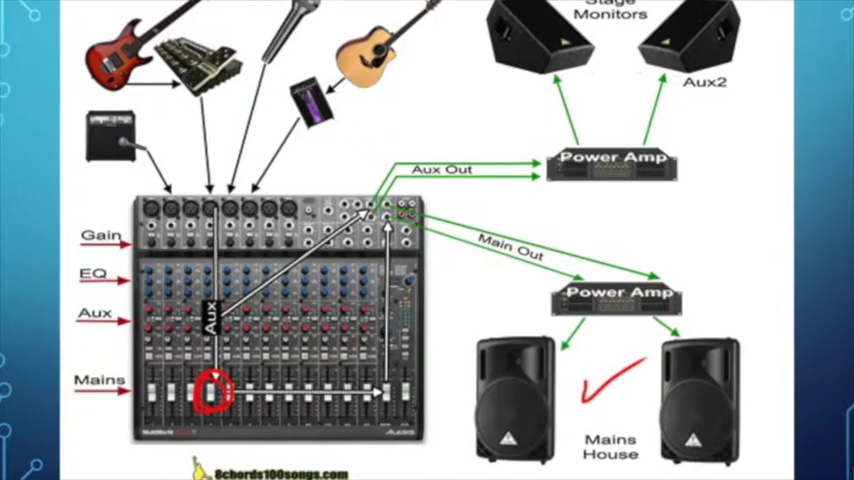 Stage
Monitors
Aux2
Power Amp
Aux Out
Gain
Main Out
EQ
Power Amp
Aux
Aux
Mains
ALESIS
Mains
House
8chords100songs.com